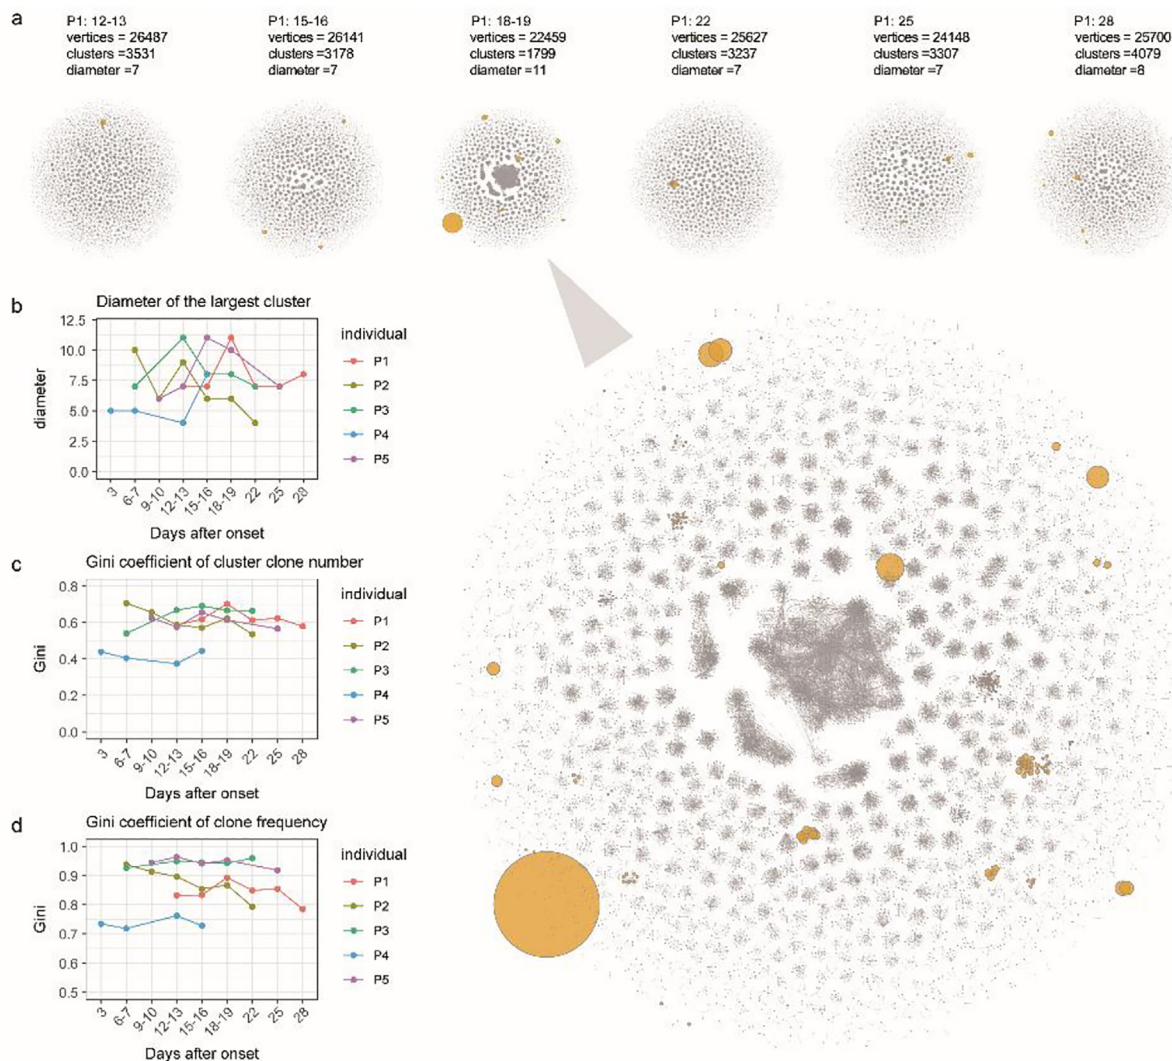 a
P1: 12-13
vertices = 26487
clusters =3531
diameter =7
P1: 15-16
vertices = 26141
clusters =3178
diameter =7
P1: 18-19
vertices = 22459
clusters =1799
diameter =11
P1: 22
vertices = 25627
clusters =3237
diameter =7
P1: 25
vertices = 24148
clusters =3307
diameter =7
P1: 28
vertices = 25700
clusters =4079
diameter =8
b
Diameter of the largest cluster
12.5
10.0
7.5
5.0
2.5
0.0
diameter
3
6-7
9-10
12-13
15-16
18-19
22
25
28
Days after onset
individual
P1
P2
P3
P4
P5
c
Gini coefficient of cluster clone number
0.8
0.6
0.4
0.2
0.0
Gini
3
6-7
9-10
12-13
15-16
18-19
22
25
28
Days after onset
individual
P1
P2
P3
P4
P5
d
Gini coefficient of clone frequency
1.0
0.9
0.8
0.7
0.6
0.5
Gini
3
6-7
9-10
12-13
15-16
18-19
22
25
28
Days after onset
individual
P1
P2
P3
P4
P5